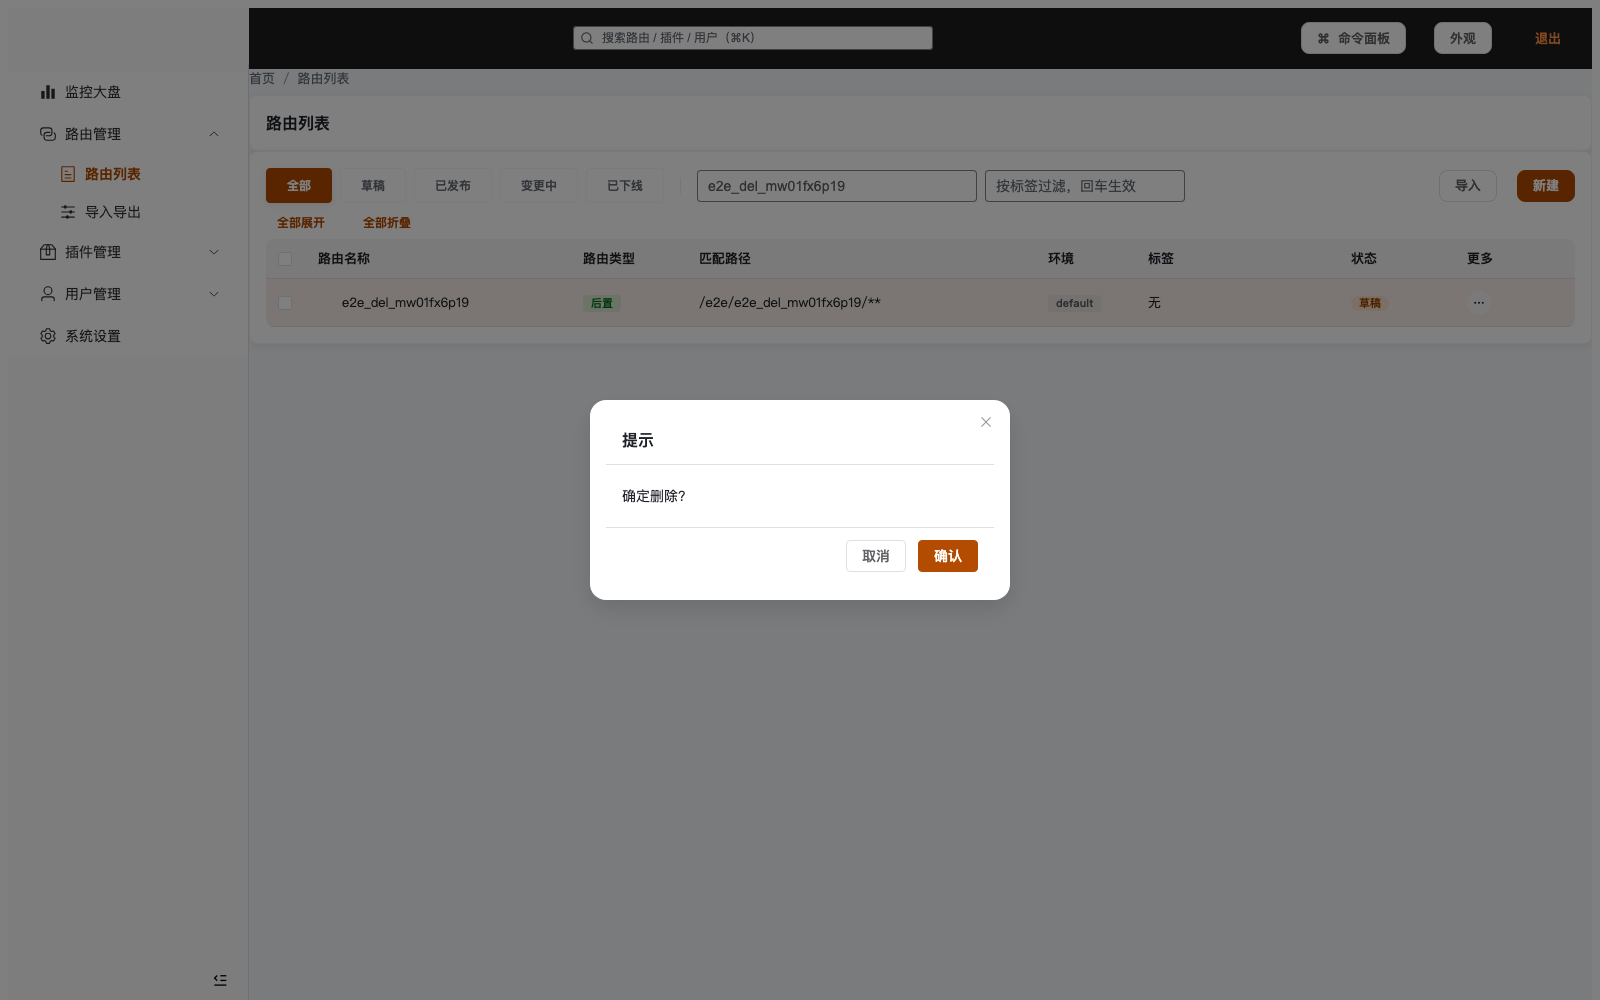 搜索路由 / 插件 / 用户（⌘K）
⌘ 命令面板
外观
退出
监控大盘
路由管理
路由列表
导入导出
插件管理
用户管理
系统设置
首页 / 路由列表
路由列表
全部
草稿
已发布
变更中
已下线
e2e_del_mw01fx6p19
按标签过滤，回车生效
导入
新建
全部展开
全部折叠
路由名称 路由类型 匹配路径 环境 标签 状态 更多
e2e_del_mw01fx6p19 后置 /e2e/e2e_del_mw01fx6p19/** default 无 草稿 ···
提示
确定删除?
取消
确认